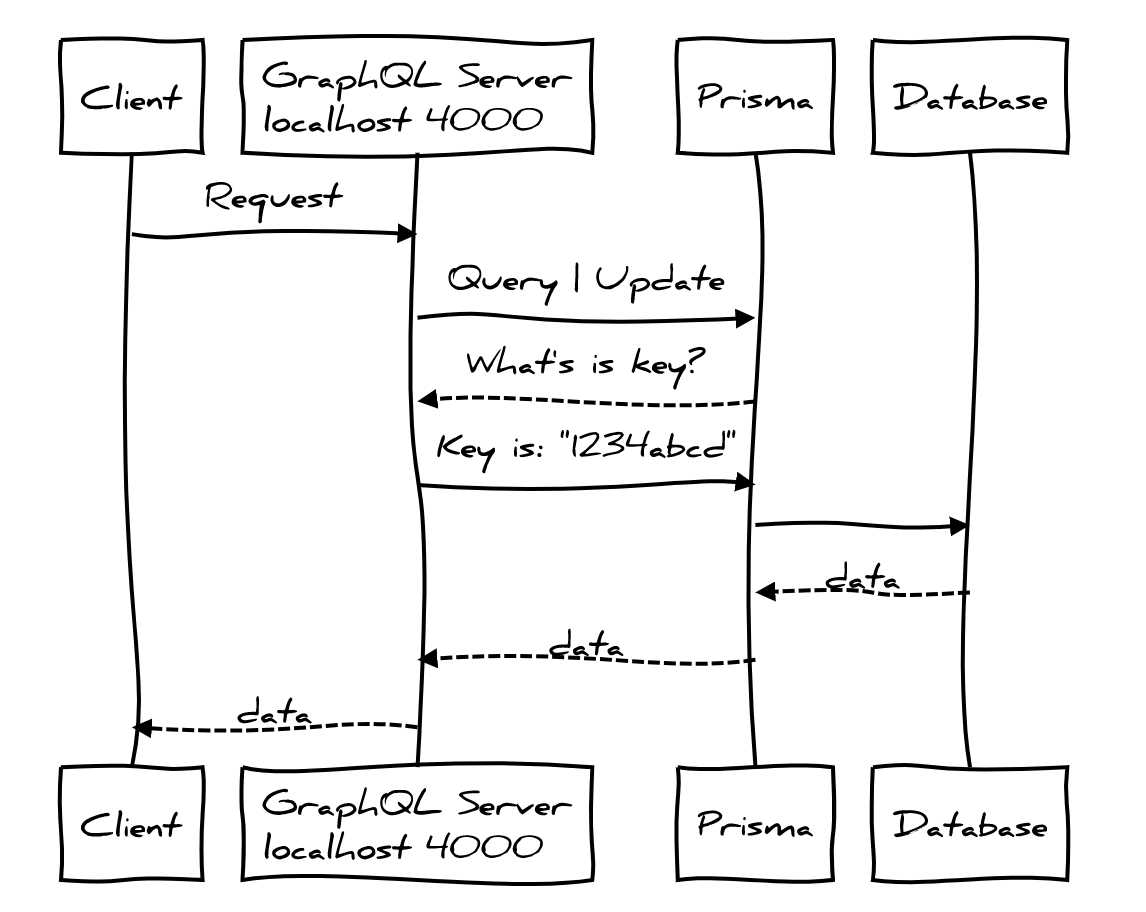 Client
GraphQL Server
localhost 4000
Prisma
Database
Request
Query | Update
What's is key?
Key is: "1234abcd"
data
data
data
Client
GraphQL Server
localhost 4000
Prisma
Database